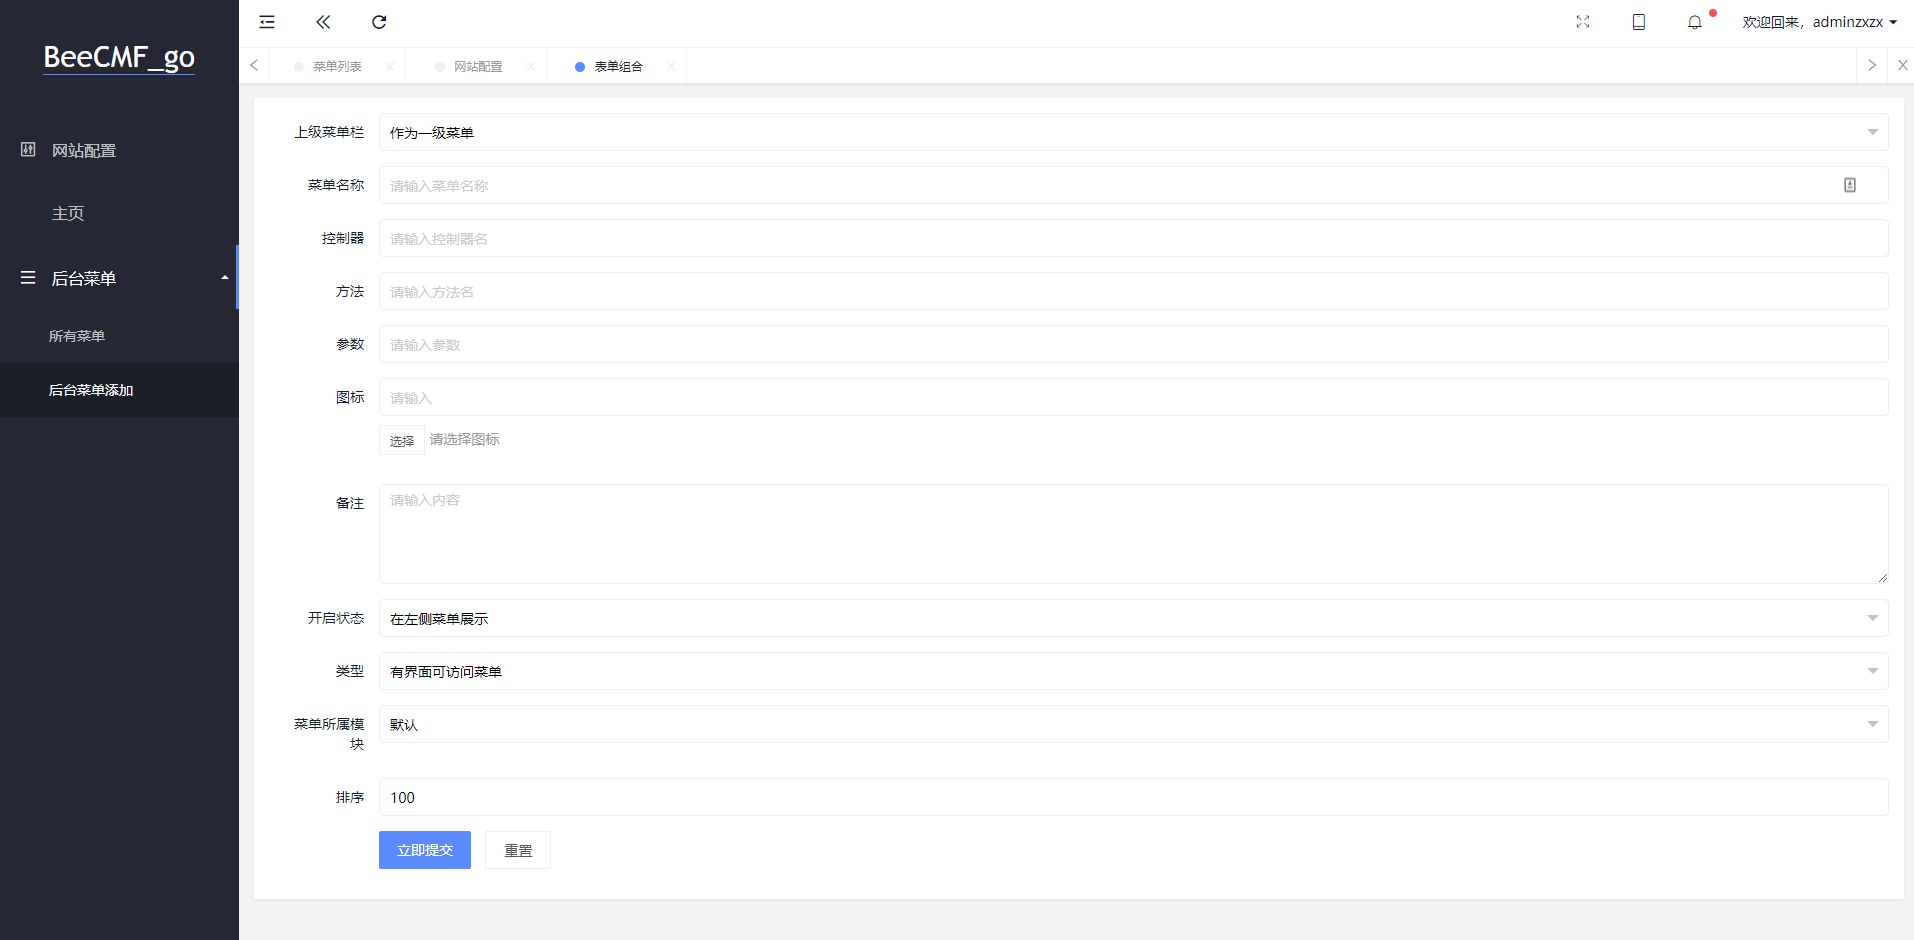 BeeCMF_go
欢迎回来，adminzxzx
菜单列表
网站配置
表单组合
网站配置
主页
后台菜单
所有菜单
后台菜单添加
上级菜单栏
作为一级菜单
菜单名称
请输入菜单名称
控制器
请输入控制器名
方法
请输入方法名
参数
请输入参数
图标
请输入
选择
请选择图标
备注
请输入内容
开启状态
在左侧菜单展示
类型
有界面可访问菜单
菜单所属模
块
默认
排序
100
立即提交
重置